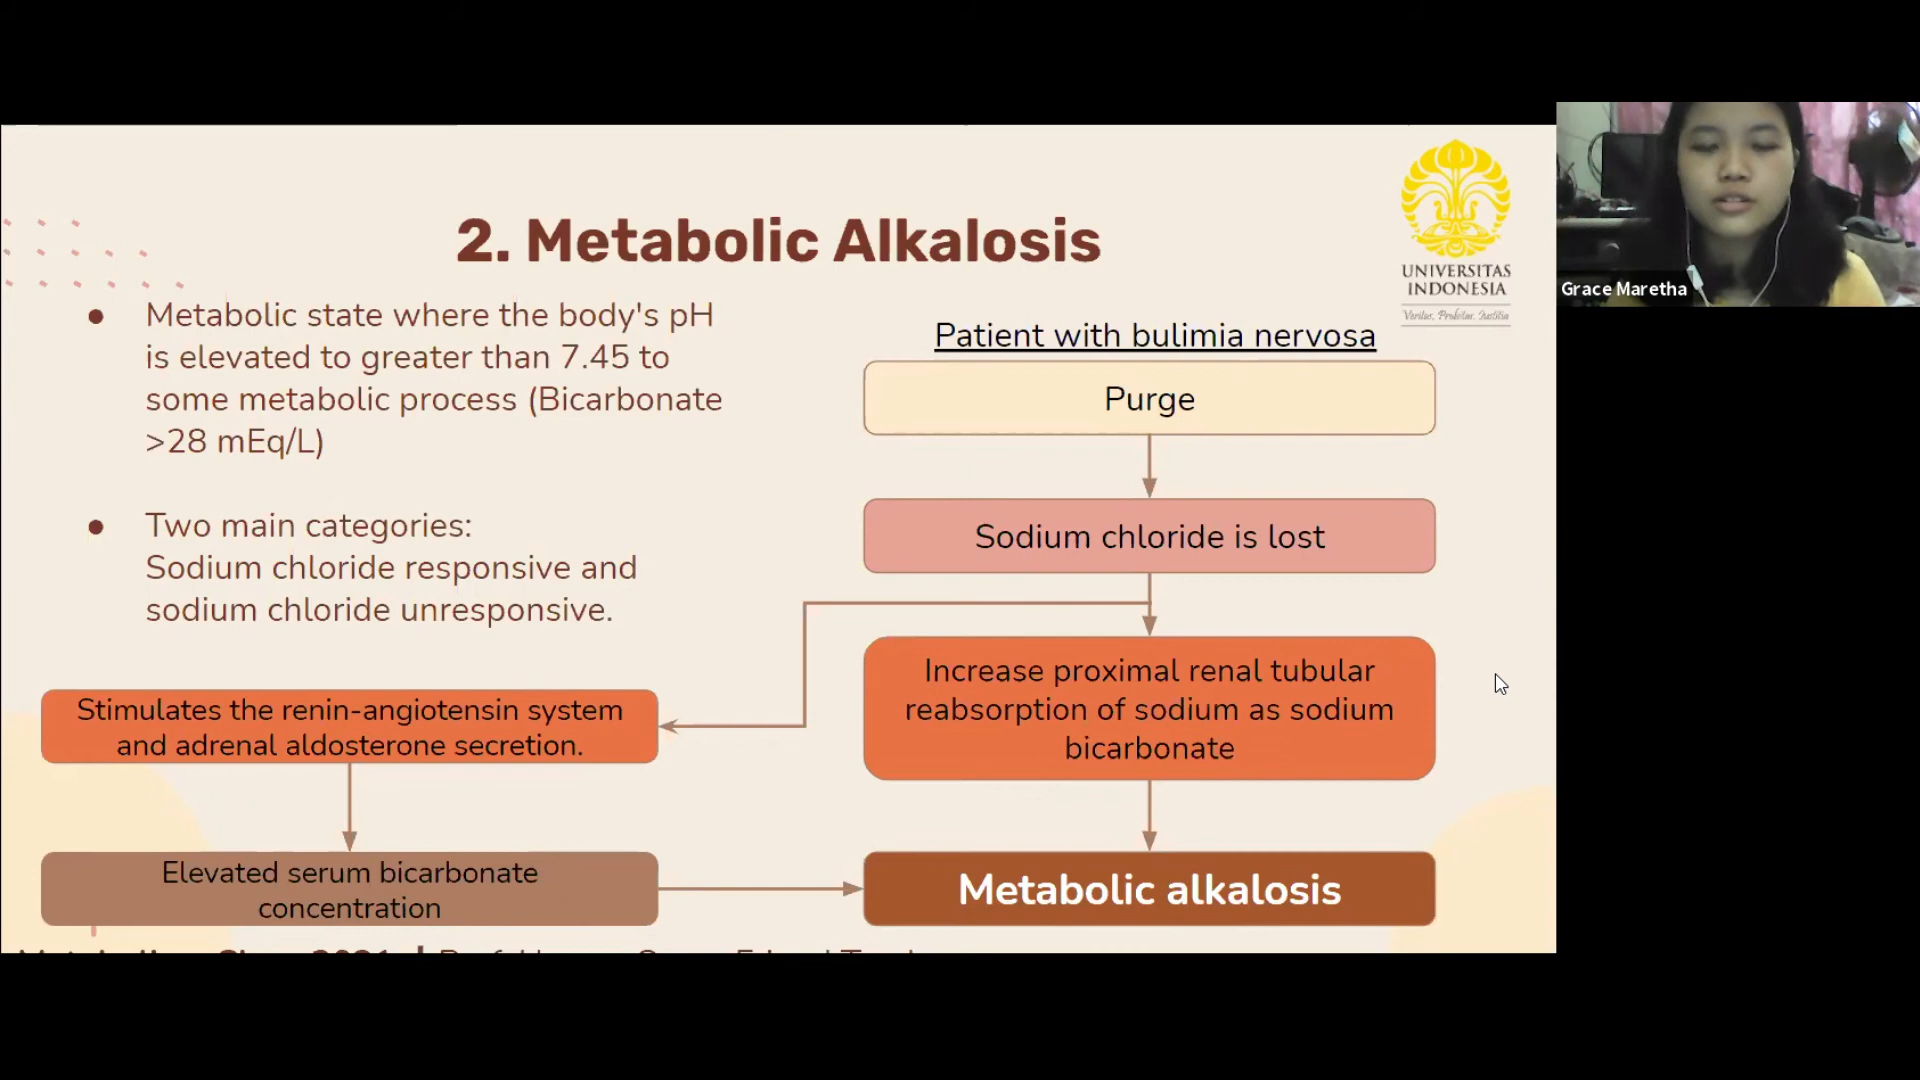 2. Metabolic Alkalosis
UNIVERSITAS
INDONESIA
Veritas, Probitas, Iustitia
Grace Maretha
Metabolic state where the body's pH
is elevated to greater than 7.45 to
some metabolic process (Bicarbonate
>28 mEq/L)
Two main categories:
Sodium chloride responsive and
sodium chloride unresponsive.
Patient with bulimia nervosa
Purge
Sodium chloride is lost
Increase proximal renal tubular
reabsorption of sodium as sodium
bicarbonate
Stimulates the renin-angiotensin system
and adrenal aldosterone secretion.
Elevated serum bicarbonate
concentration
Metabolic alkalosis